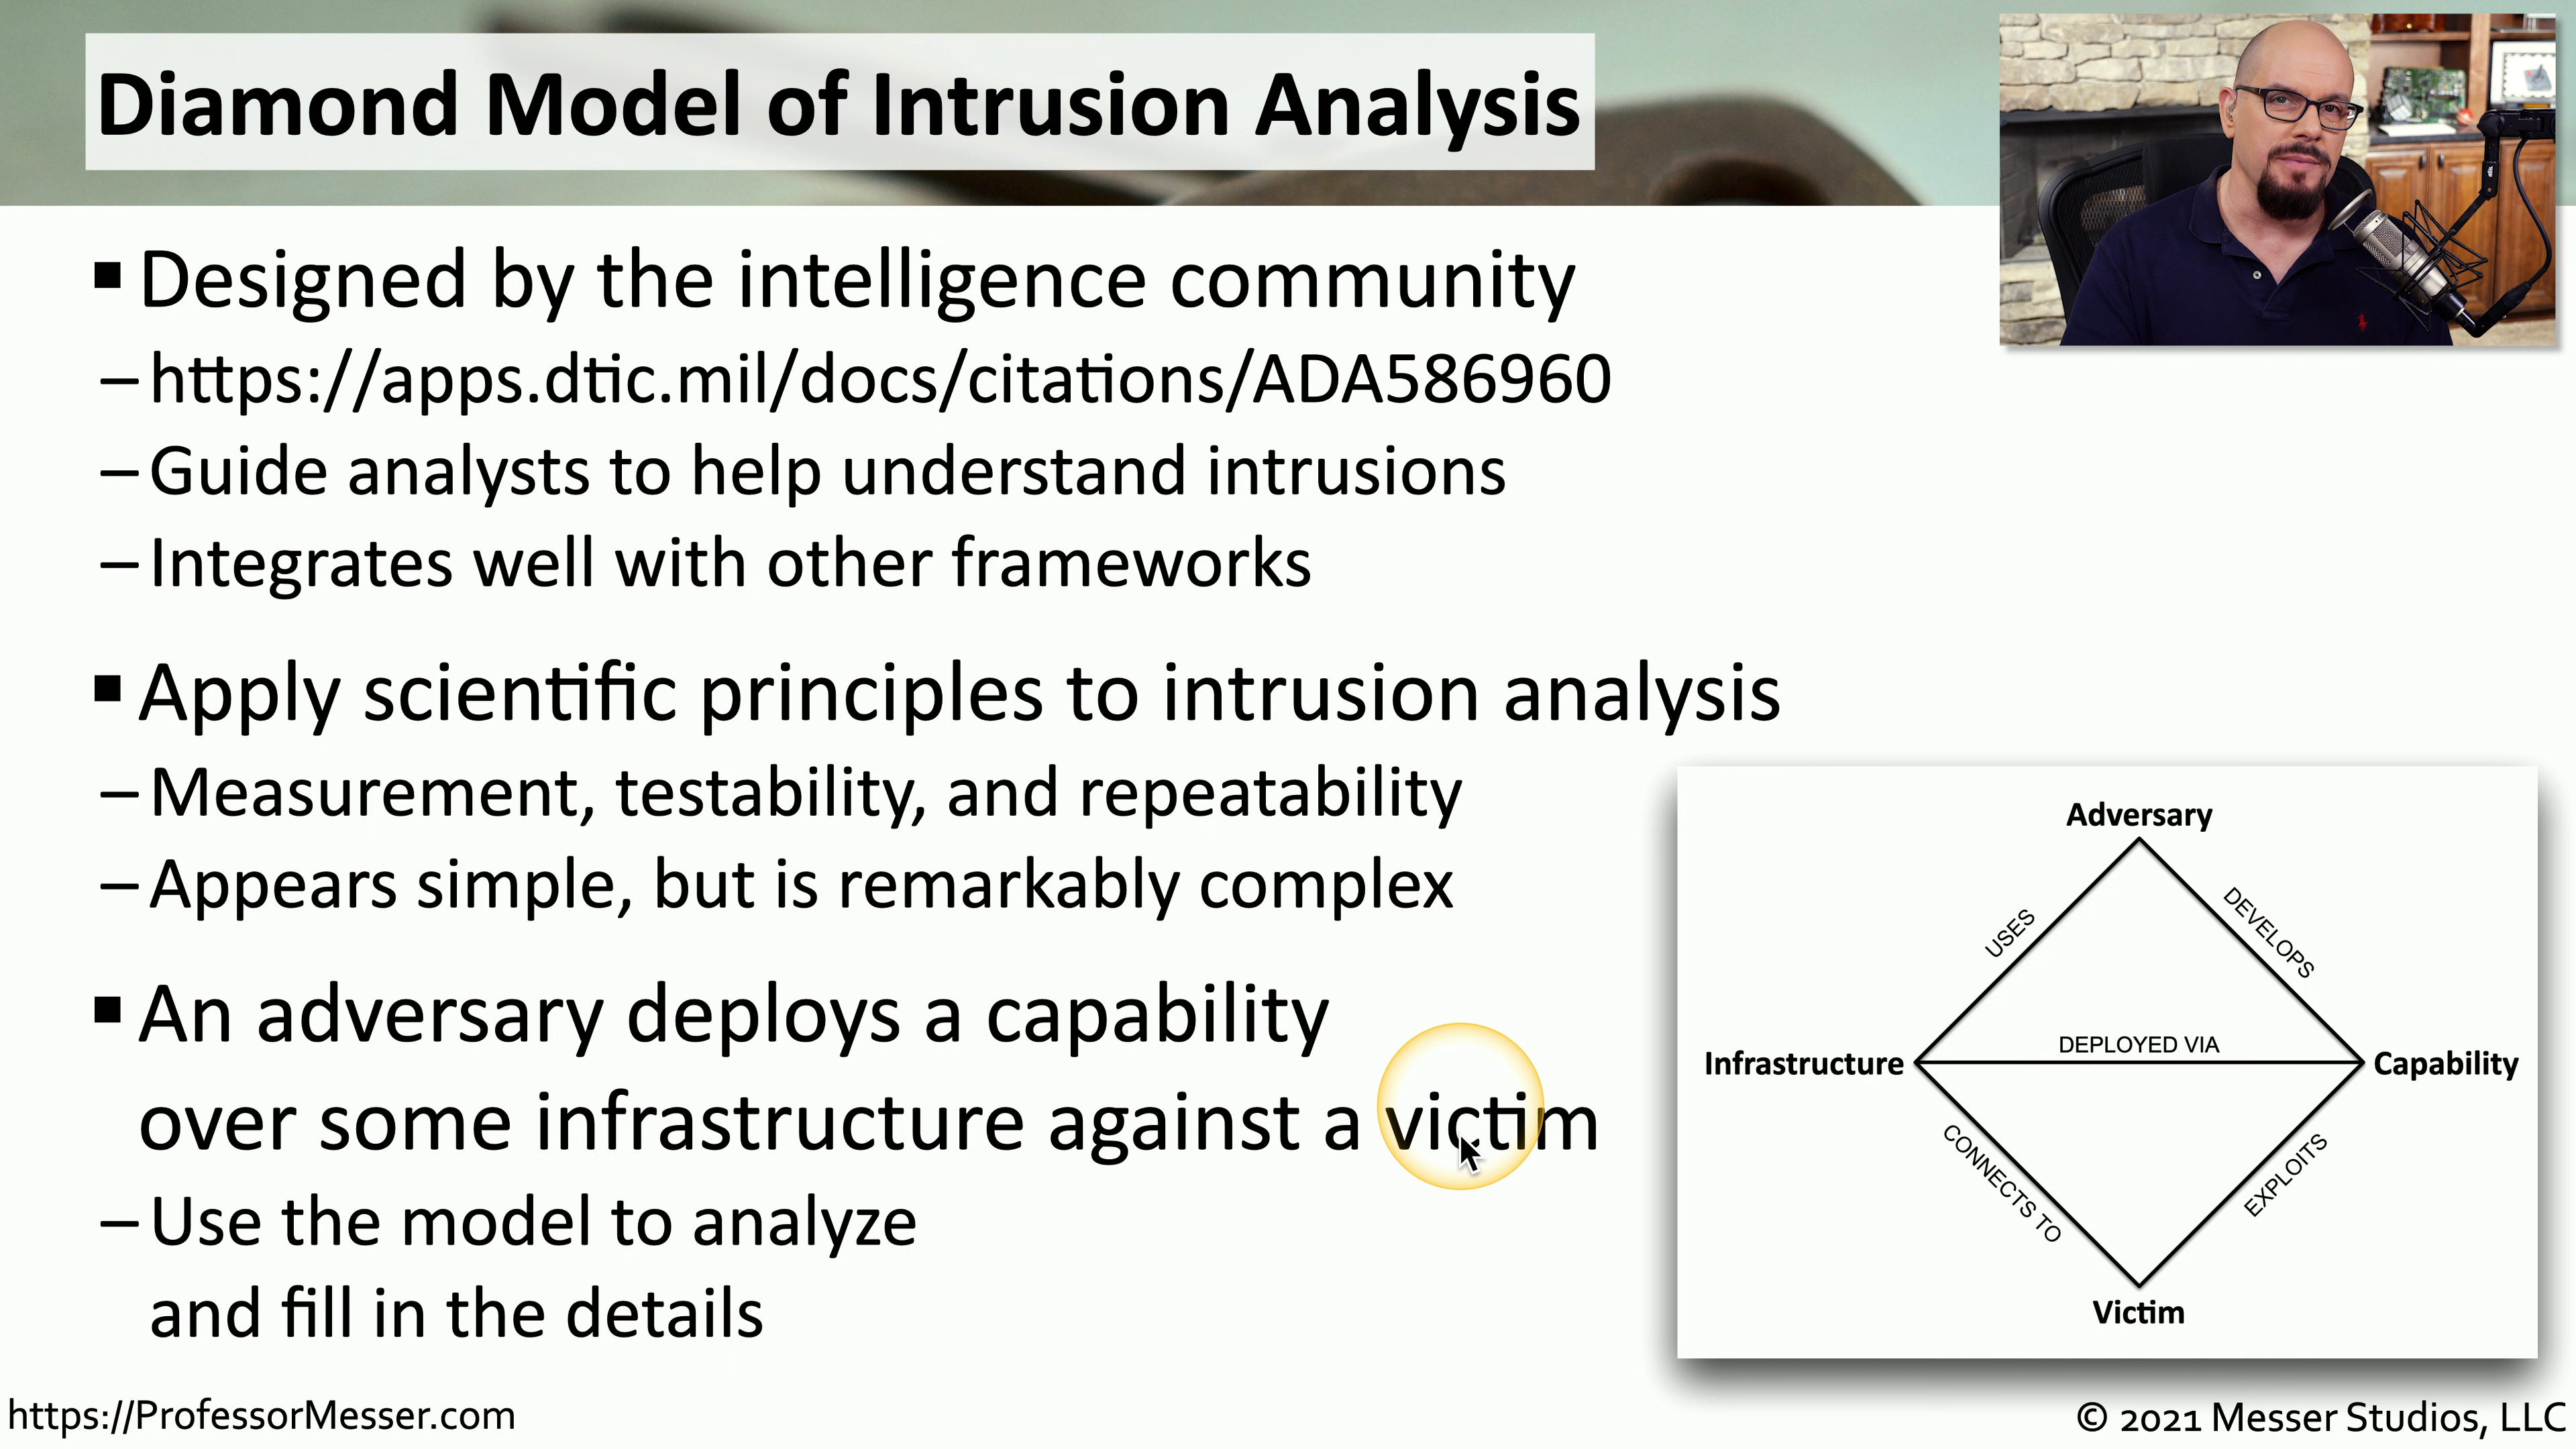 Diamond Model of Intrusion Analysis
▪ Designed by the intelligence community
– https://apps.dtic.mil/docs/citations/ADA586960
– Guide analysts to help understand intrusions
– Integrates well with other frameworks
▪ Apply scientific principles to intrusion analysis
– Measurement, testability, and repeatability
– Appears simple, but is remarkably complex
▪ An adversary deploys a capability
over some infrastructure against a victim
– Use the model to analyze
and fill in the details
Adversary
USES
DEVELOPS
Infrastructure
DEPLOYED VIA
Capability
CONNECTS TO
EXPLOITS
Victim
https://ProfessorMesser.com
© 2021 Messer Studios, LLC